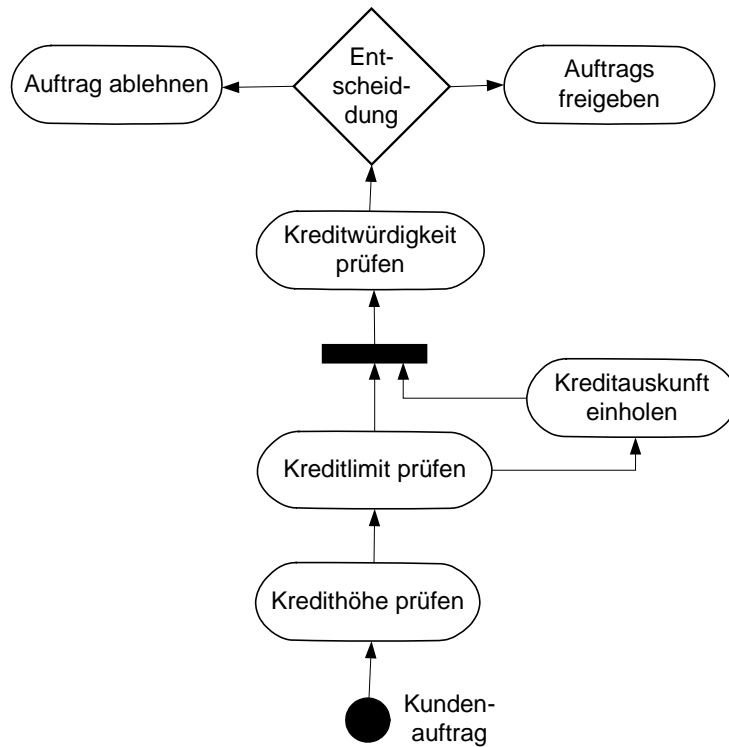 Auftrag ablehnen
Ent-
scheid-
dung
Auftrags
freigeben
Kreditwürdigkeit
prüfen
Kreditauskunft
einholen
Kreditlimit prüfen
Kredithöhe prüfen
Kunden-
auftrag